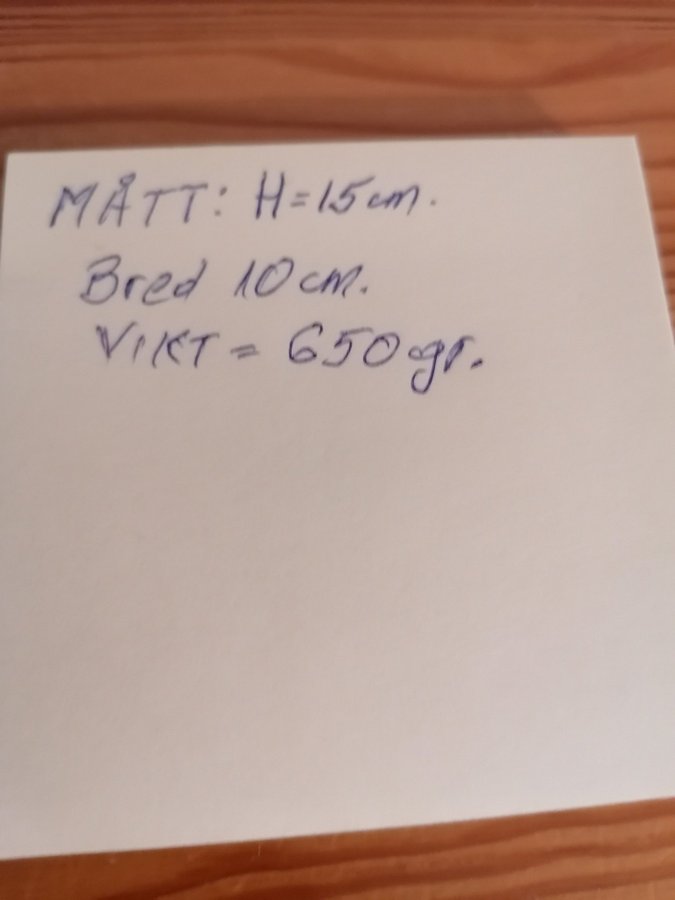 MÅTT: H=15cm.
Bred 10cm.
VIKT = 650gr.